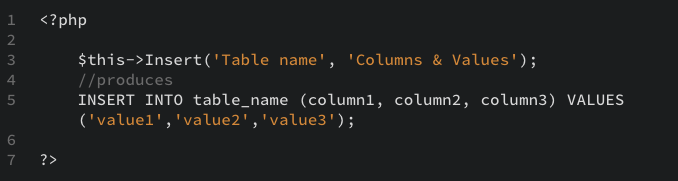 1 <?php
2
3 $this->Insert('Table name', 'Columns & Values');
4 //produces
5 INSERT INTO table_name (column1, column2, column3) VALUES
('value1','value2','value3');
6
7 ?>